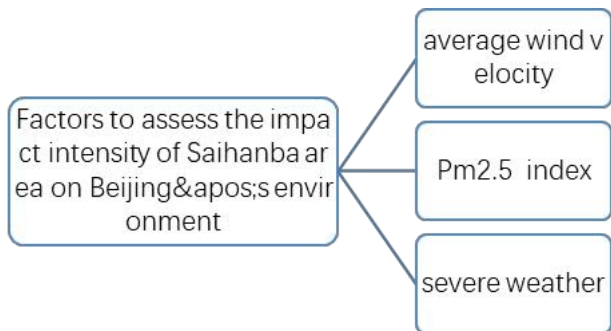 Factors to assess the impa
ct intensity of Saihanba ar
ea on Beijing&apos;s envir
onment
average wind v
elocity
Pm2.5 index
severe weather